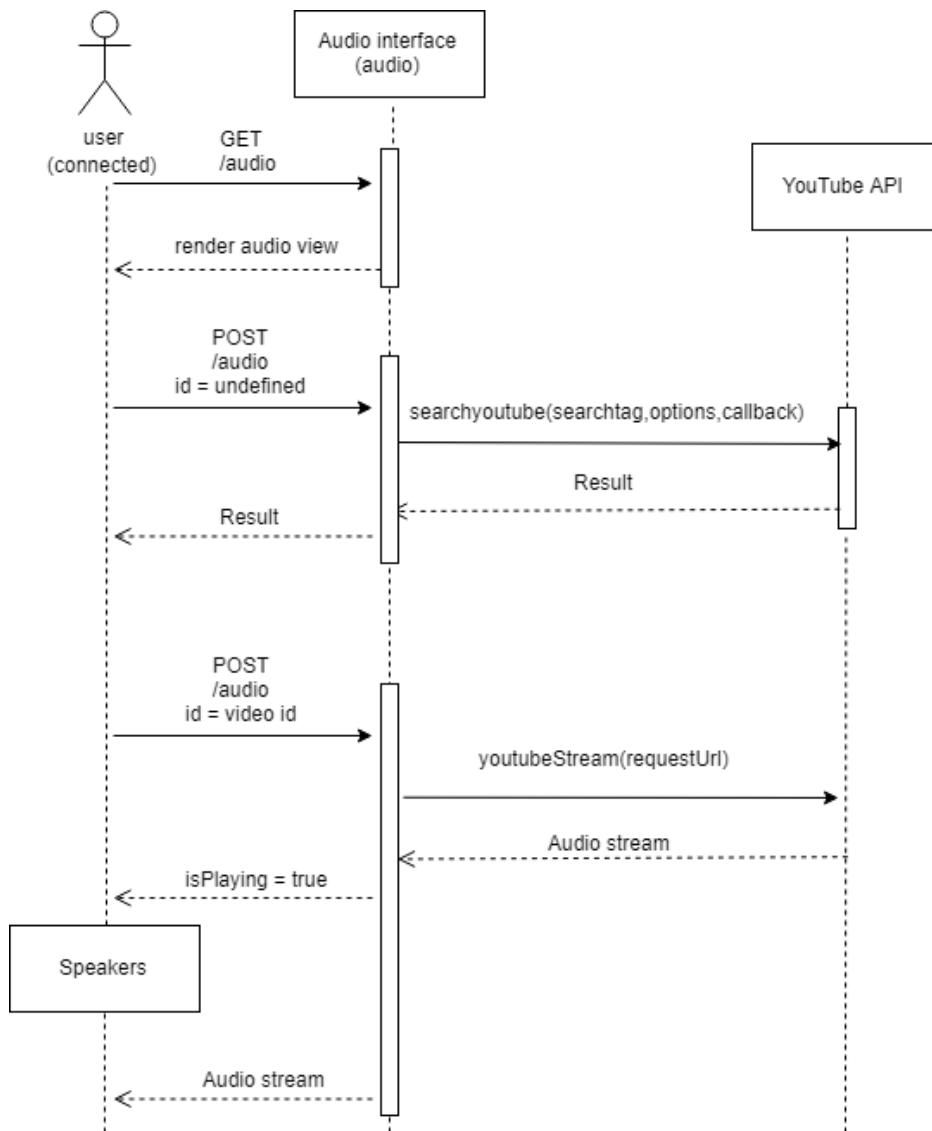 Audio interface
(audio)
user
(connected)
GET
/audio
YouTube API
render audio view
POST
/audio
id = undefined
searchyoutube(searchtag,options,callback)
Result
Result
POST
/audio
id = video id
youtubeStream(requestUrl)
Audio stream
isPlaying = true
Speakers
Audio stream